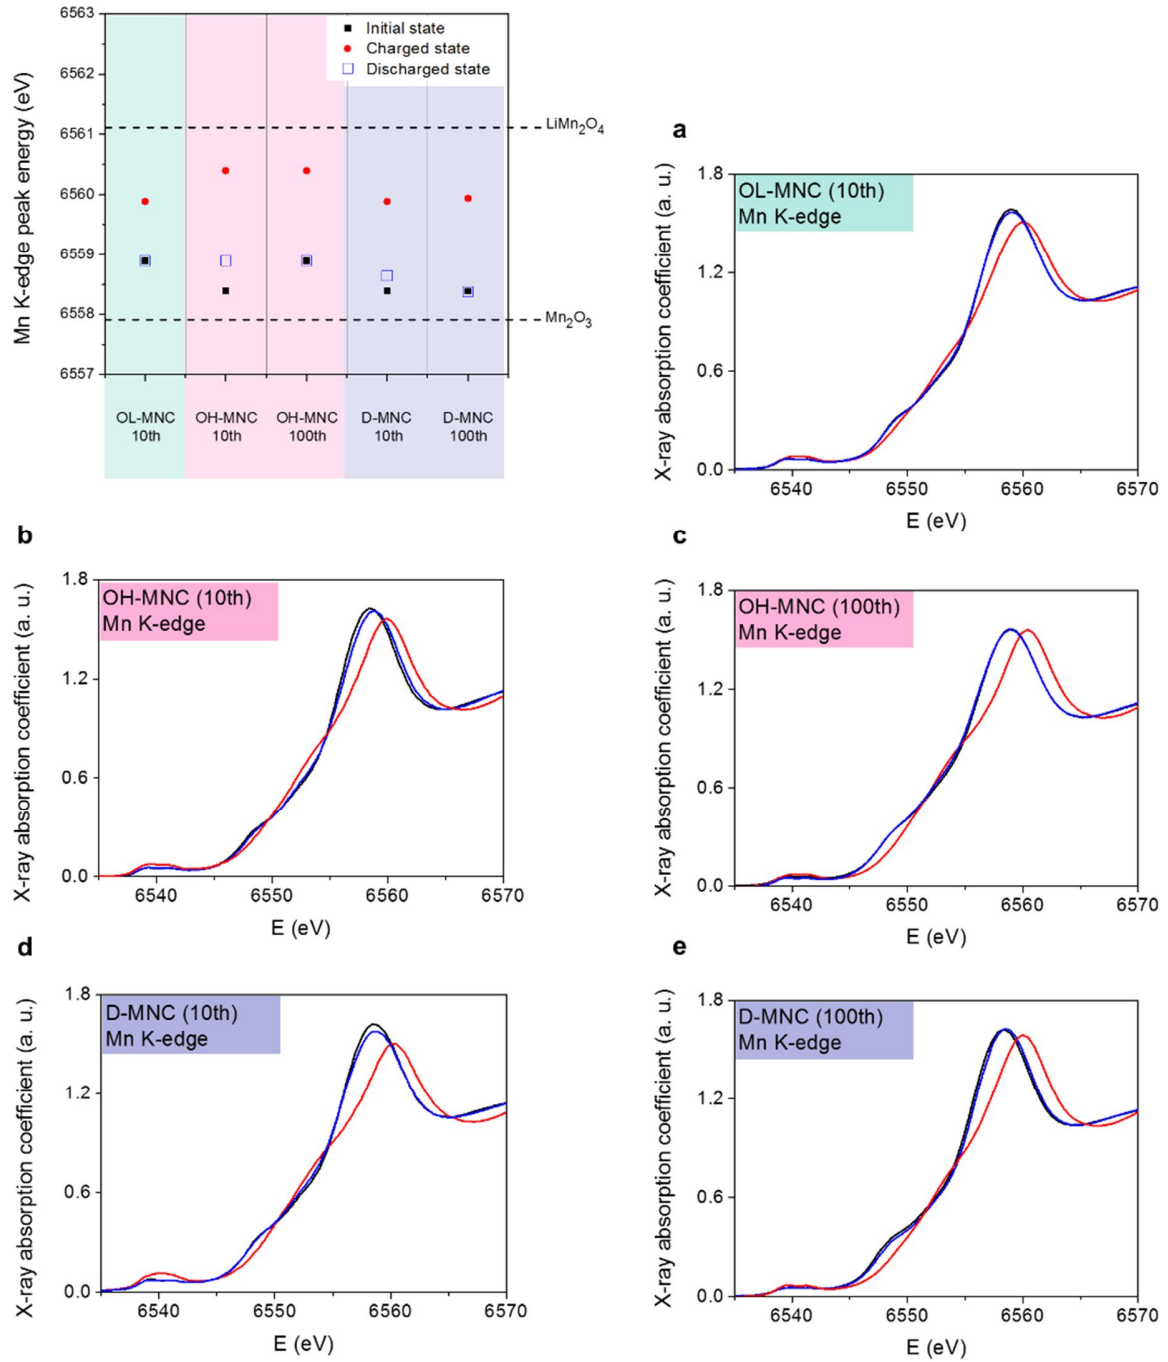 Mn K-edge peak energy (eV)
6563
6562
6561
6560
6559
6558
6557
Initial state
Charged state
Discharged state
LiMn₂O₄
Mn₂O₃
OL-MNC
10th
OH-MNC
10th
OH-MNC
100th
D-MNC
10th
D-MNC
100th
a
X-ray absorption coefficient (a. u.)
1.8
1.2
0.6
0.0
OL-MNC (10th)
Mn K-edge
6540 6550 6560 6570
E (eV)
b
X-ray absorption coefficient (a. u.)
1.8
1.2
0.6
0.0
OH-MNC (10th)
Mn K-edge
6540 6550 6560 6570
E (eV)
c
X-ray absorption coefficient (a. u.)
1.8
1.2
0.6
0.0
OH-MNC (100th)
Mn K-edge
6540 6550 6560 6570
E (eV)
d
X-ray absorption coefficient (a. u.)
1.8
1.2
0.6
0.0
D-MNC (10th)
Mn K-edge
6540 6550 6560 6570
E (eV)
e
X-ray absorption coefficient (a. u.)
1.8
1.2
0.6
0.0
D-MNC (100th)
Mn K-edge
6540 6550 6560 6570
E (eV)